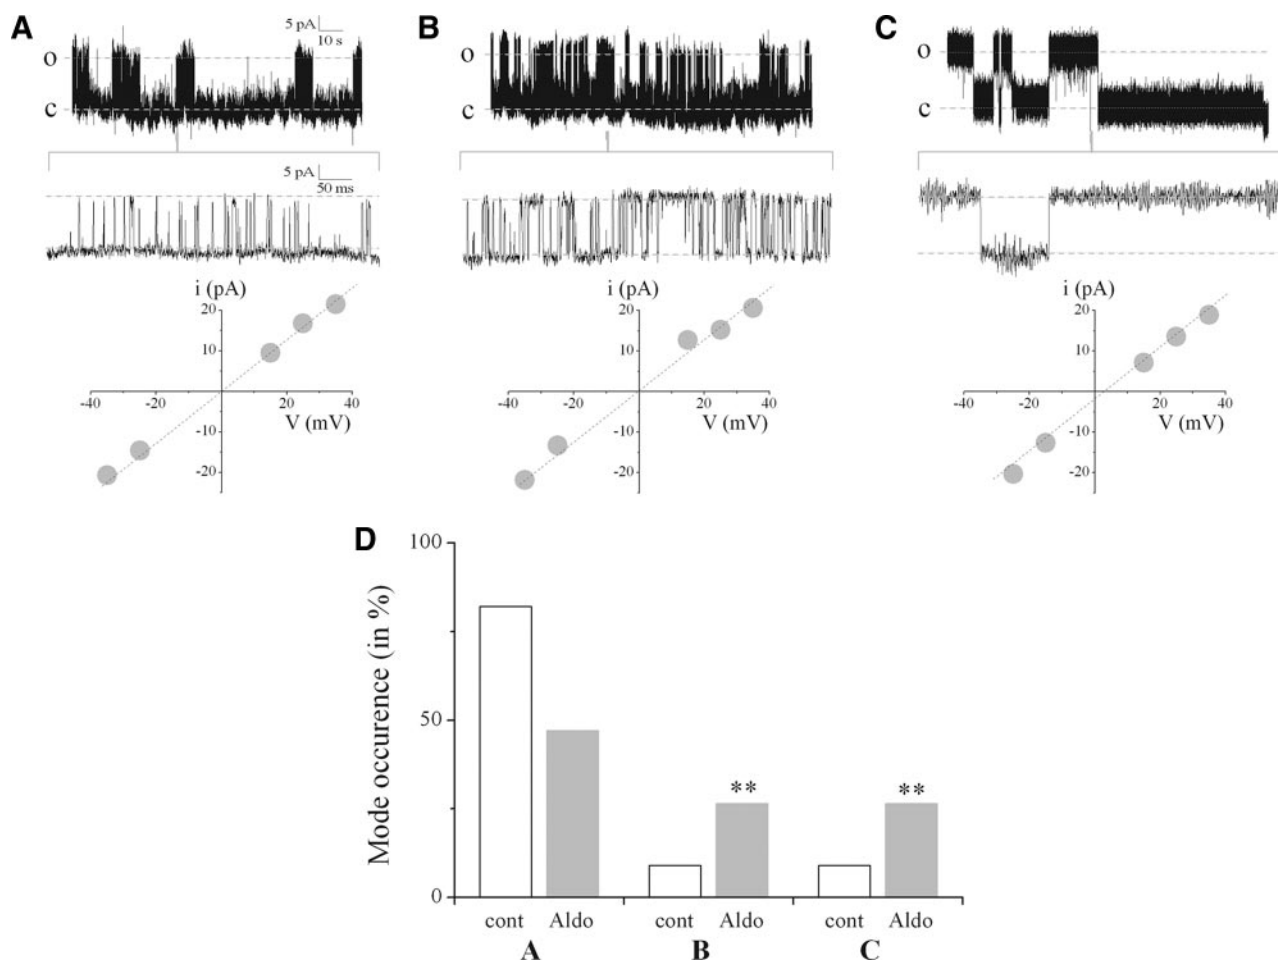 A
5 pA
10 s
o
c
5 pA
50 ms
i (pA)
20
10
-40
-20
20
40
V (mV)
-10
-20
B
o
c
i (pA)
20
10
-40
-20
20
40
V (mV)
-10
-20
C
o
c
i (pA)
20
10
-40
-20
20
40
V (mV)
-10
-20
D
Mode occurence (in %)
100
50
0
** **
cont Aldo cont Aldo cont Aldo
A B C